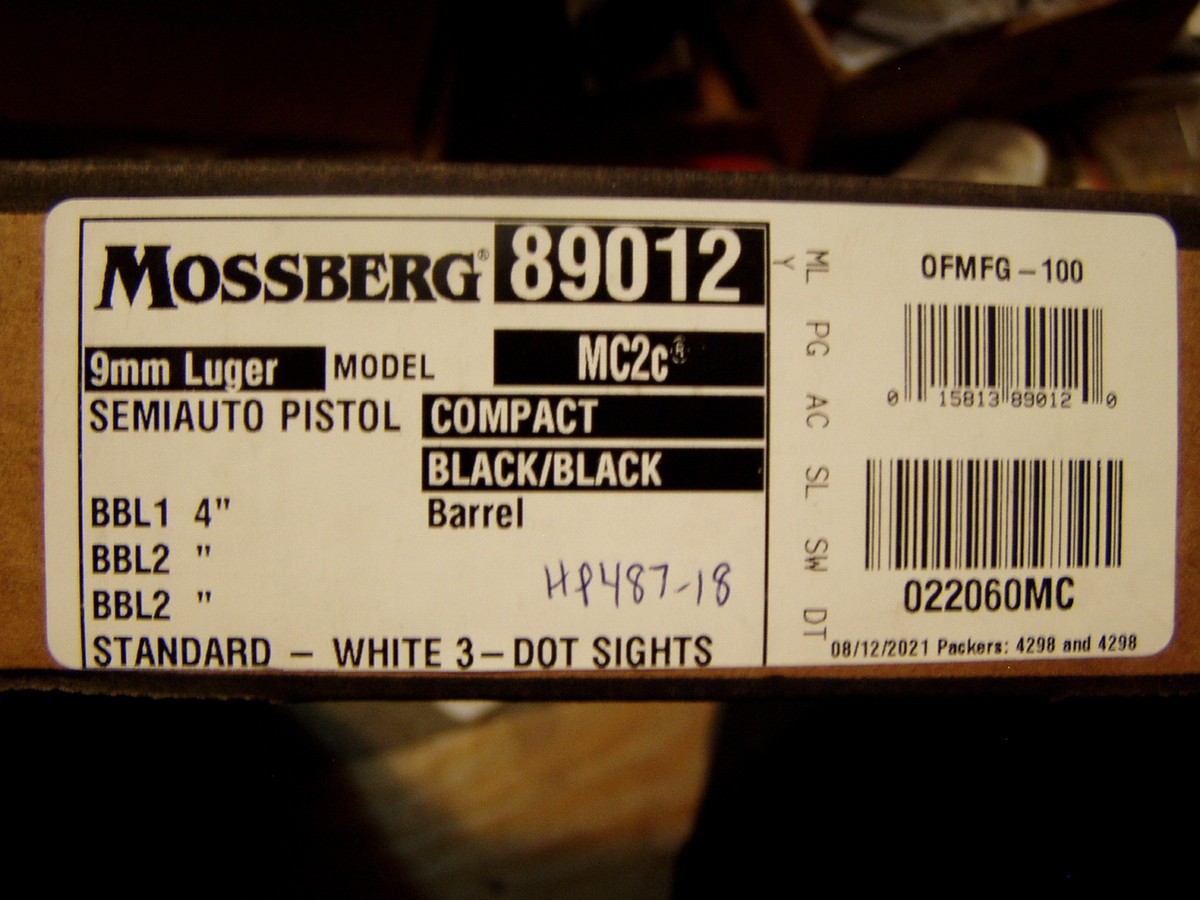 MOSSBERG® 89012
9mm Luger MODEL MC2c®
SEMIAUTO PISTOL COMPACT
BLACK/BLACK
BBL1 4" Barrel
BBL2 "
HP487-18
BBL2 "
STANDARD – WHITE 3–DOT SIGHTS
ML PG AC SL SW DT
Y
OFMFG–100
0 15813 89012 0
022060MC
08/12/2021 Packers: 4298 and 4298